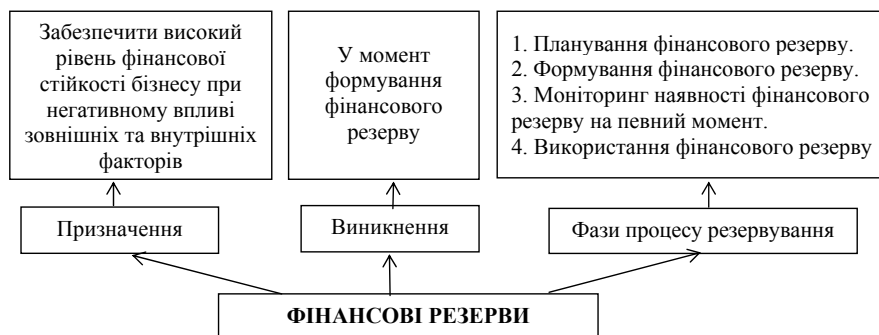 Забезпечити високий
рівень фінансової
стійкості бізнесу при
негативному впливі
зовнішніх та внутрішніх
факторів
У момент
формування
фінансового
резерву
1. Планування фінансового резерву.
2. Формування фінансового резерву.
3. Моніторинг наявності фінансового
резерву на певний момент.
4. Використання фінансового резерву
Призначення
Виникнення
Фази процесу резервування
ФІНАНСОВІ РЕЗЕРВИ